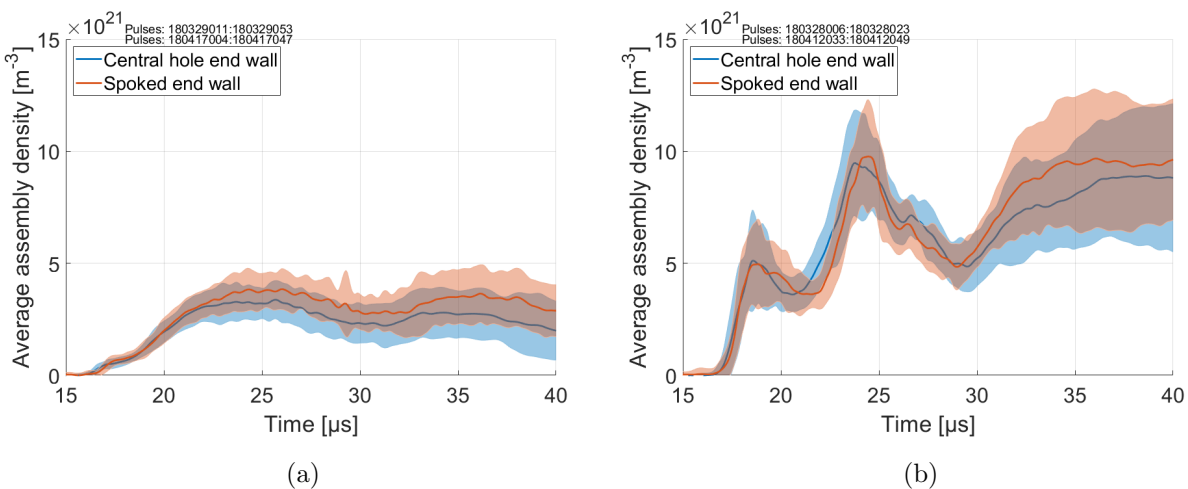 ×10^21
Pulses: 180329011:180329053
Pulses: 180417004:180417047
Central hole end wall
Spoked end wall
Average assembly density [m^-3]
15
10
5
0
15 20 25 30 35 40
Time [µs]
(a)
×10^21
Pulses: 180328006:180328023
Pulses: 180412033:180412049
Central hole end wall
Spoked end wall
Average assembly density [m^-3]
15
10
5
0
15 20 25 30 35 40
Time [µs]
(b)